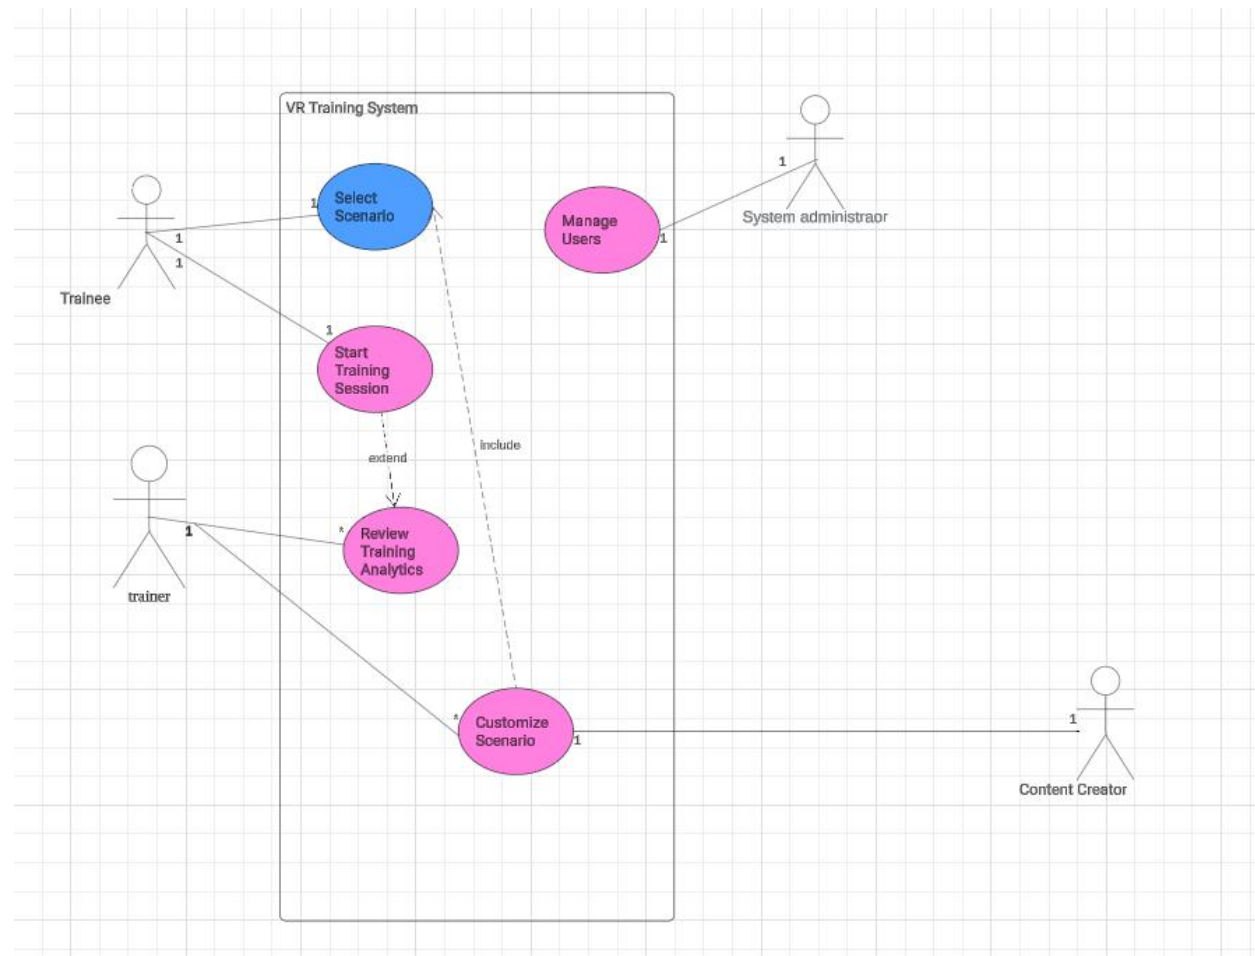 VR Training System
1
Select
Scenario
1
1
Trainee
1
Start
Training
Session
Manage
Users
1
1
System administraor
extend
include
1
*
Review
Training
Analytics
trainer
*
Customize
Scenario
1
1
Content Creator